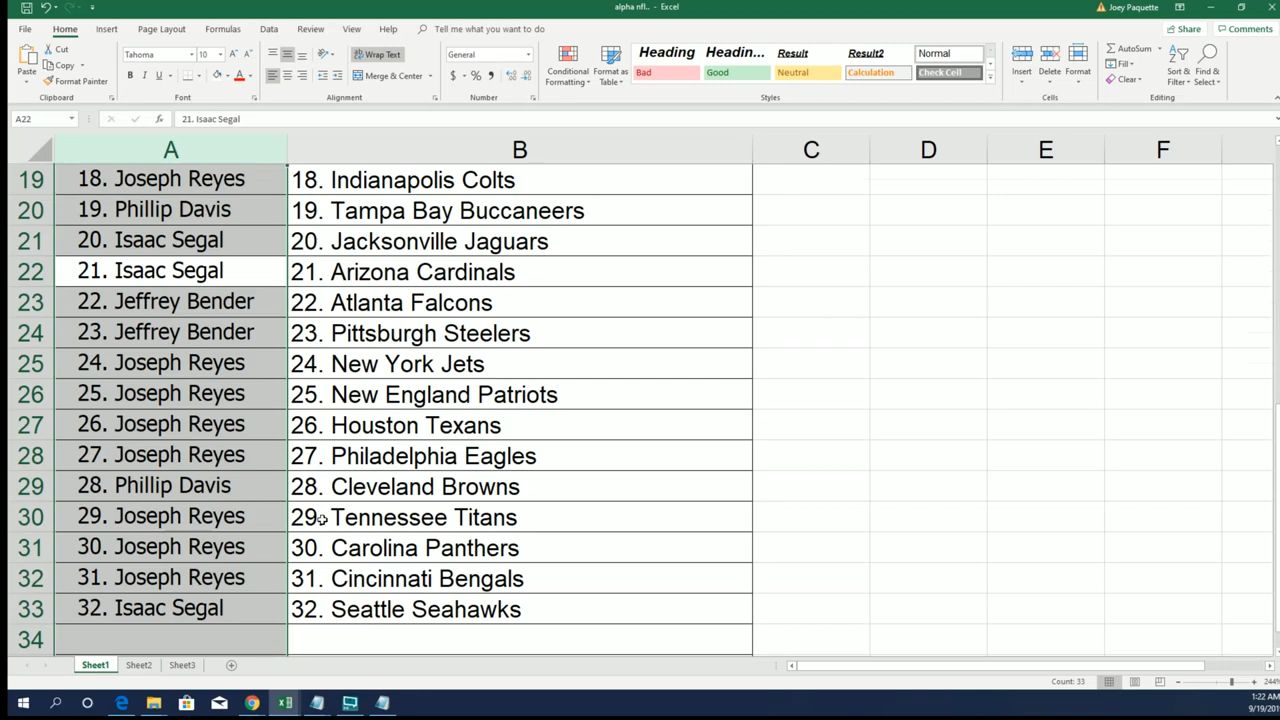 alpha nfl.. - Excel
Joey Paquette
File Home Insert Page Layout Formulas Data Review View Help Tell me what you want to do Share Comments
Paste Cut Copy Format Painter Clipboard
Tahoma 10 B I U A Font
Wrap Text Merge & Center Alignment
General $ % Number
Conditional Formatting Format as Table
Heading Headin... Result Result2 Normal
Bad Good Neutral Calculation Check Cell
Styles
Insert Delete Format Cells
AutoSum Fill Clear Sort & Filter Find & Select Editing
A22 fx 21. Isaac Segal
A B C D E F
19 18. Joseph Reyes 18. Indianapolis Colts
20 19. Phillip Davis 19. Tampa Bay Buccaneers
21 20. Isaac Segal 20. Jacksonville Jaguars
22 21. Isaac Segal 21. Arizona Cardinals
23 22. Jeffrey Bender 22. Atlanta Falcons
24 23. Jeffrey Bender 23. Pittsburgh Steelers
25 24. Joseph Reyes 24. New York Jets
26 25. Joseph Reyes 25. New England Patriots
27 26. Joseph Reyes 26. Houston Texans
28 27. Joseph Reyes 27. Philadelphia Eagles
29 28. Phillip Davis 28. Cleveland Browns
30 29. Joseph Reyes 29. Tennessee Titans
31 30. Joseph Reyes 30. Carolina Panthers
32 31. Joseph Reyes 31. Cincinnati Bengals
33 32. Isaac Segal 32. Seattle Seahawks
34
Sheet1 Sheet2 Sheet3
Count: 33 244%
1:22 AM